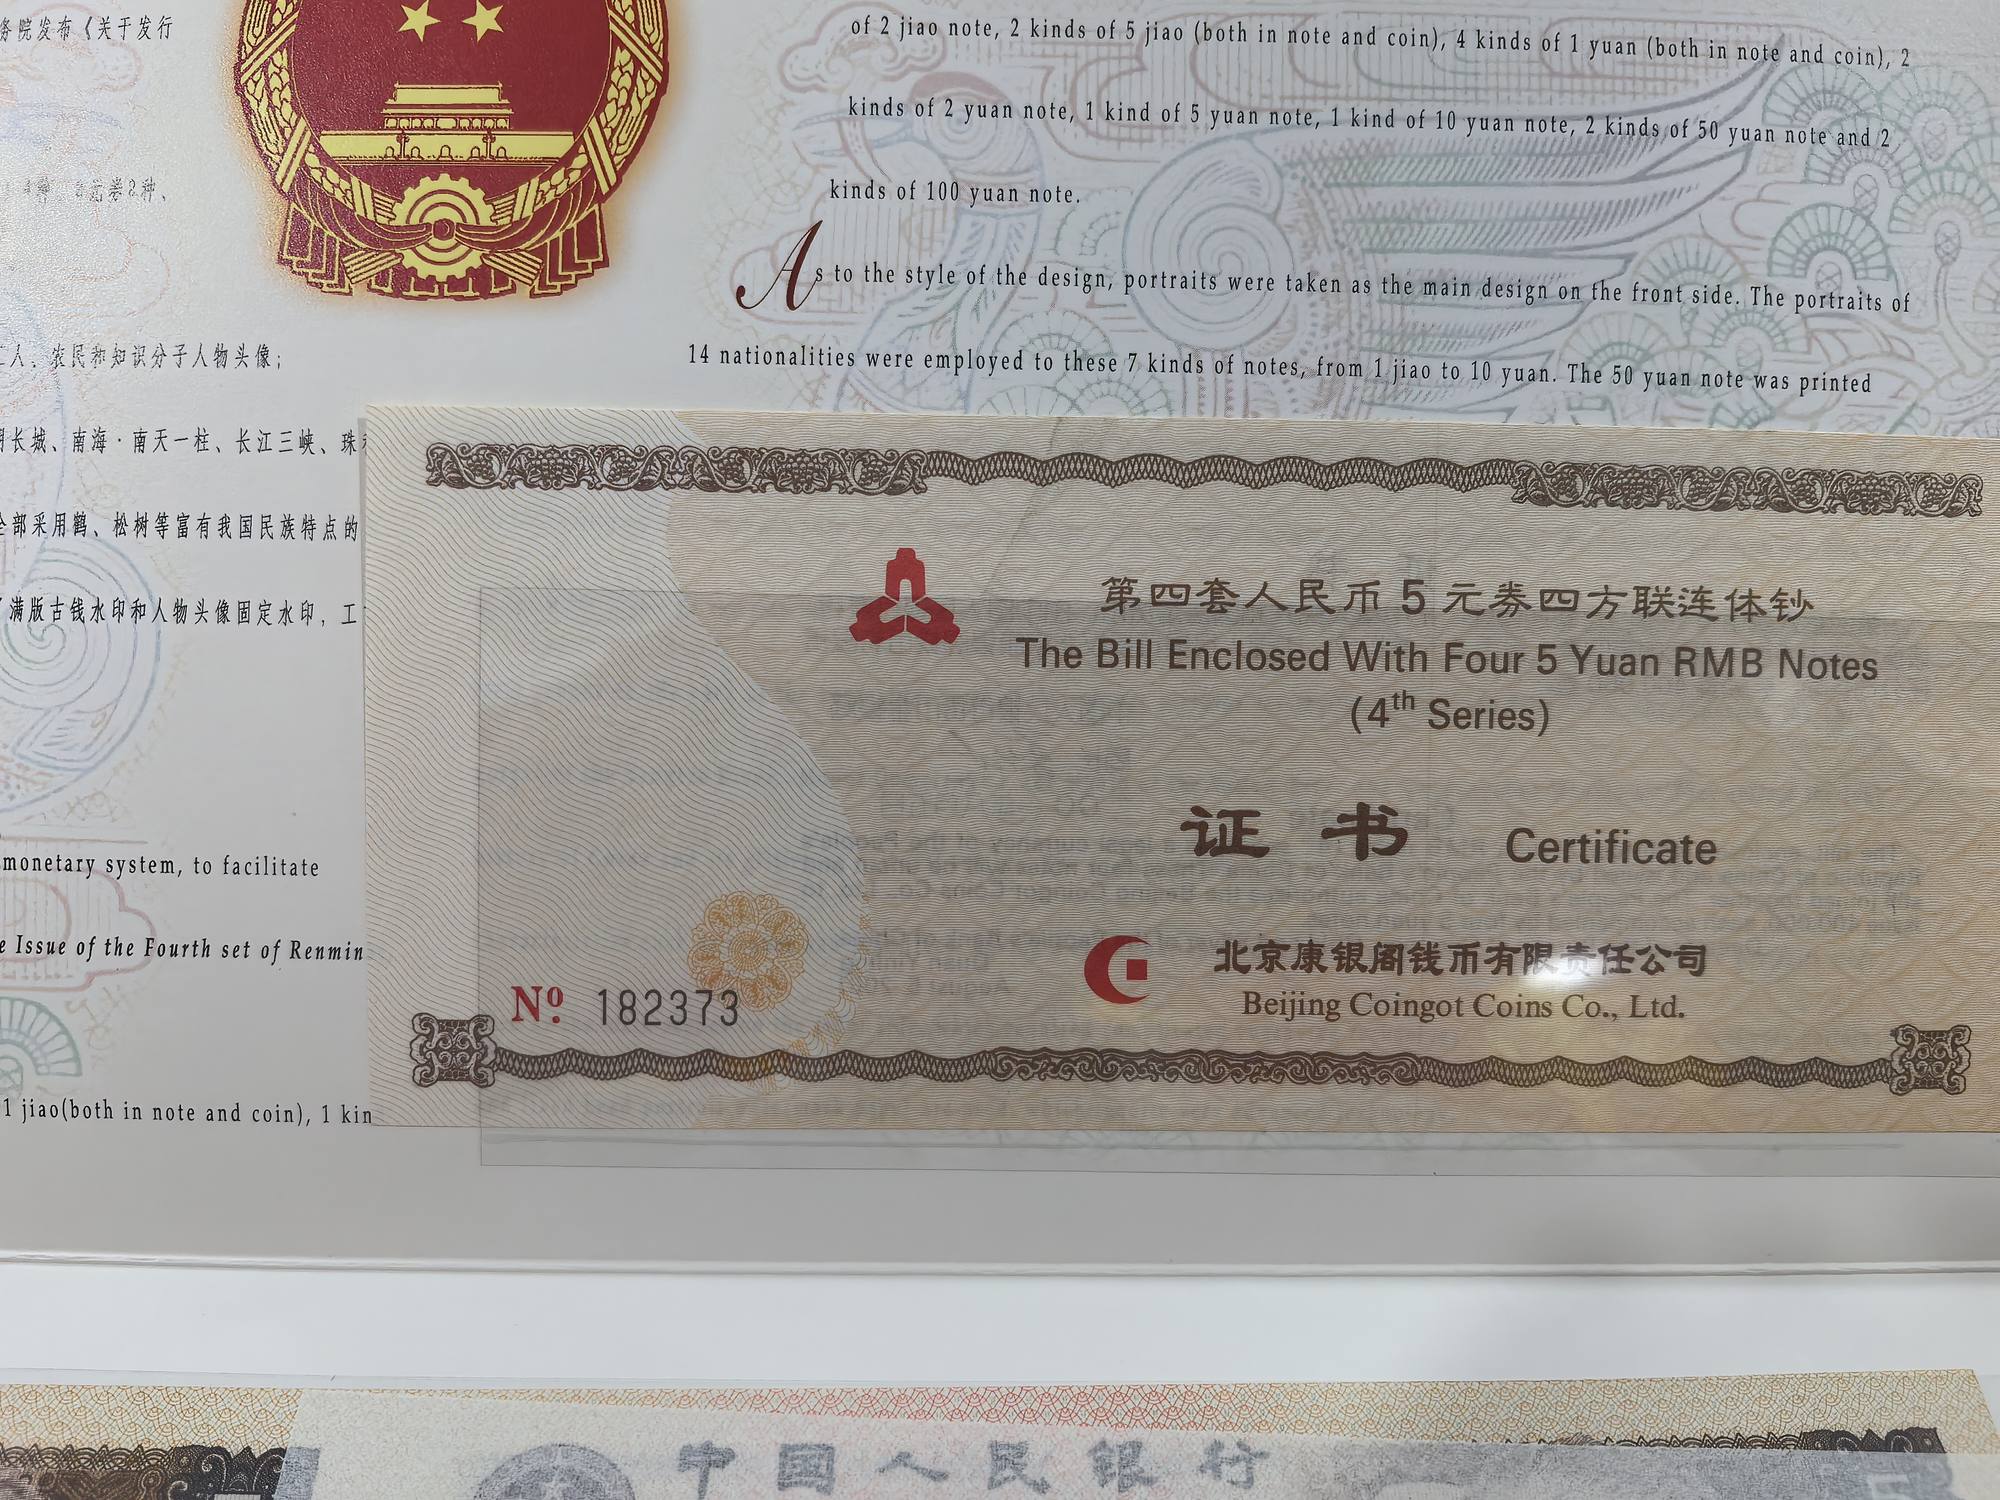 务院发布《关于发行
人、农民和知识分子人物头像；
长城、南海·南天一柱、长江三峡、珠
全部采用鹤、松树等富有我国民族特点的
满版古钱水印和人物头像固定水印，工
monetary system, to facilitate
Issue of the Fourth set of Renmin
1 jiao(both in note and coin), 1 kin
of 2 jiao note, 2 kinds of 5 jiao (both in note and coin), 4 kinds of 1 yuan (both in note and coin), 2
kinds of 2 yuan note, 1 kind of 5 yuan note, 1 kind of 10 yuan note, 2 kinds of 50 yuan note and 2
kinds of 100 yuan note.
As to the style of the design, portraits were taken as the main design on the front side. The portraits of
14 nationalities were employed to these 7 kinds of notes, from 1 jiao to 10 yuan. The 50 yuan note was printed
第四套人民币5元券四方联连体钞
The Bill Enclosed With Four 5 Yuan RMB Notes
(4th Series)
证书 Certificate
北京康银阁钱币有限责任公司
Beijing Coingot Coins Co., Ltd.
Nº. 182373
中国人民银行